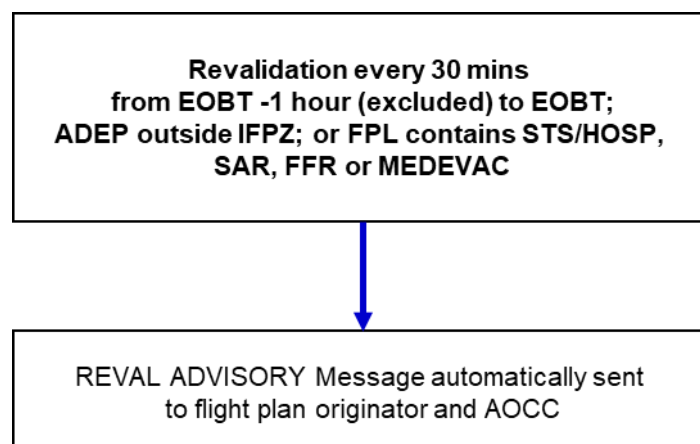 Revalidation every 30 mins
from EOBT -1 hour (excluded) to EOBT;
ADEP outside IFPZ; or FPL contains STS/HOSP,
SAR, FFR or MEDEVAC
REVAL ADVISORY Message automatically sent
to flight plan originator and AOCC